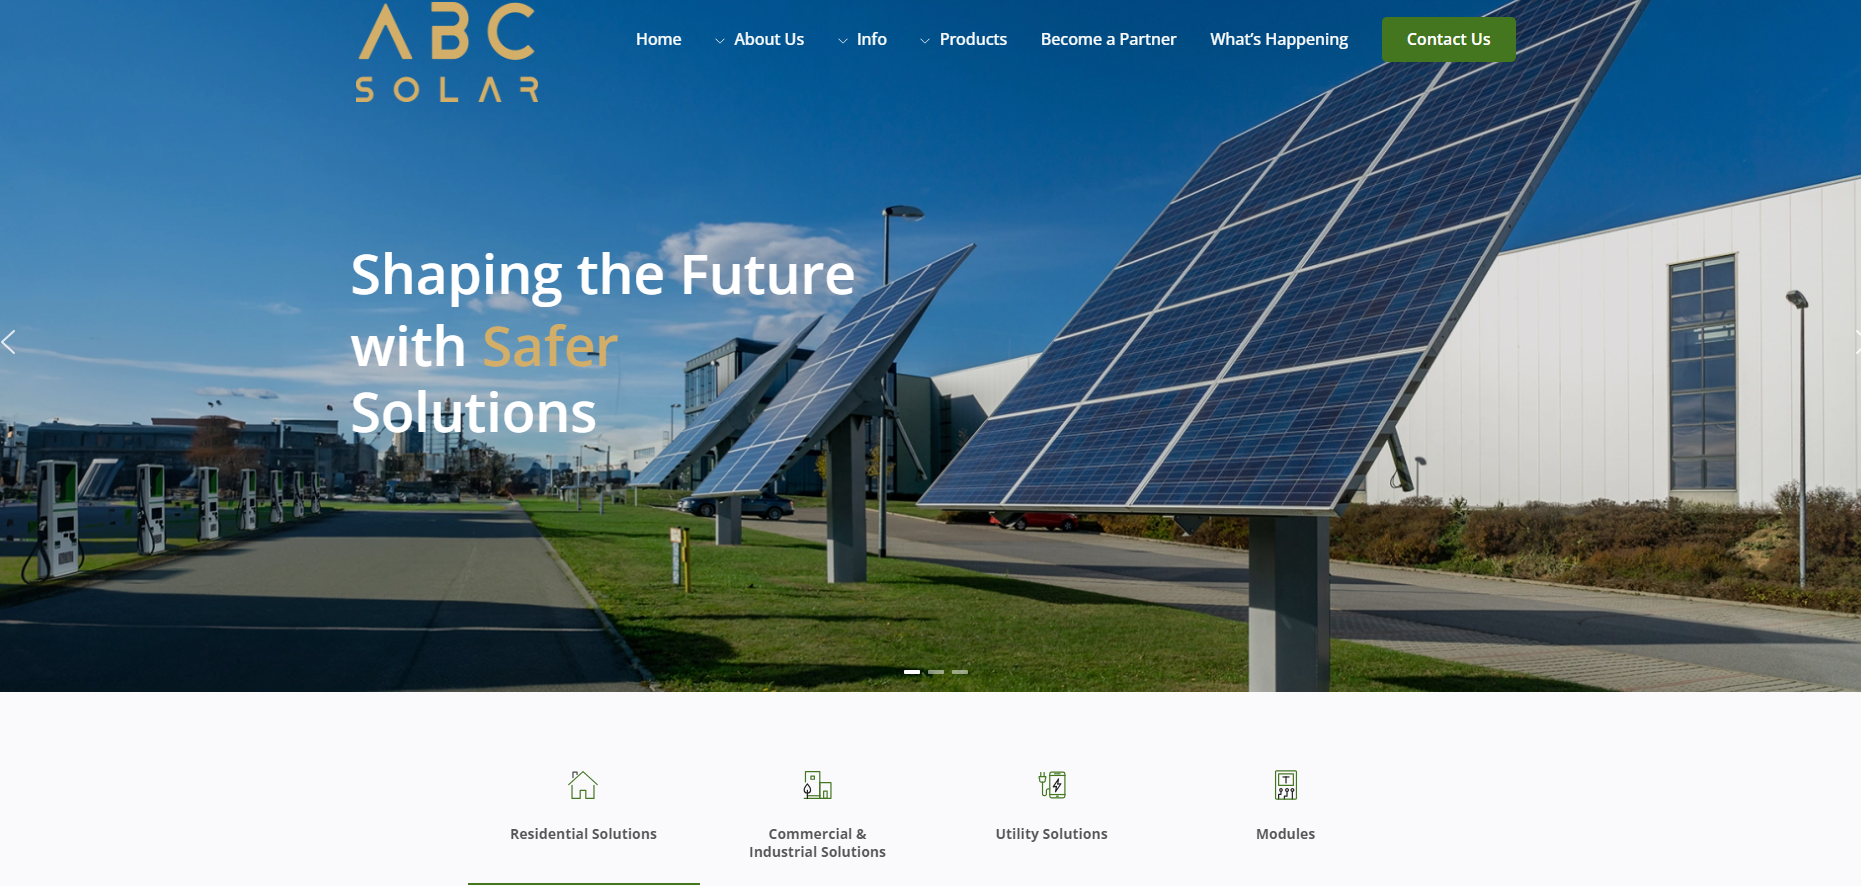 ABC
SOLAR
Home About Us Info Products Become a Partner What's Happening Contact Us
Shaping the Future
with Safer
Solutions
Residential Solutions
Commercial &
Industrial Solutions
Utility Solutions
Modules